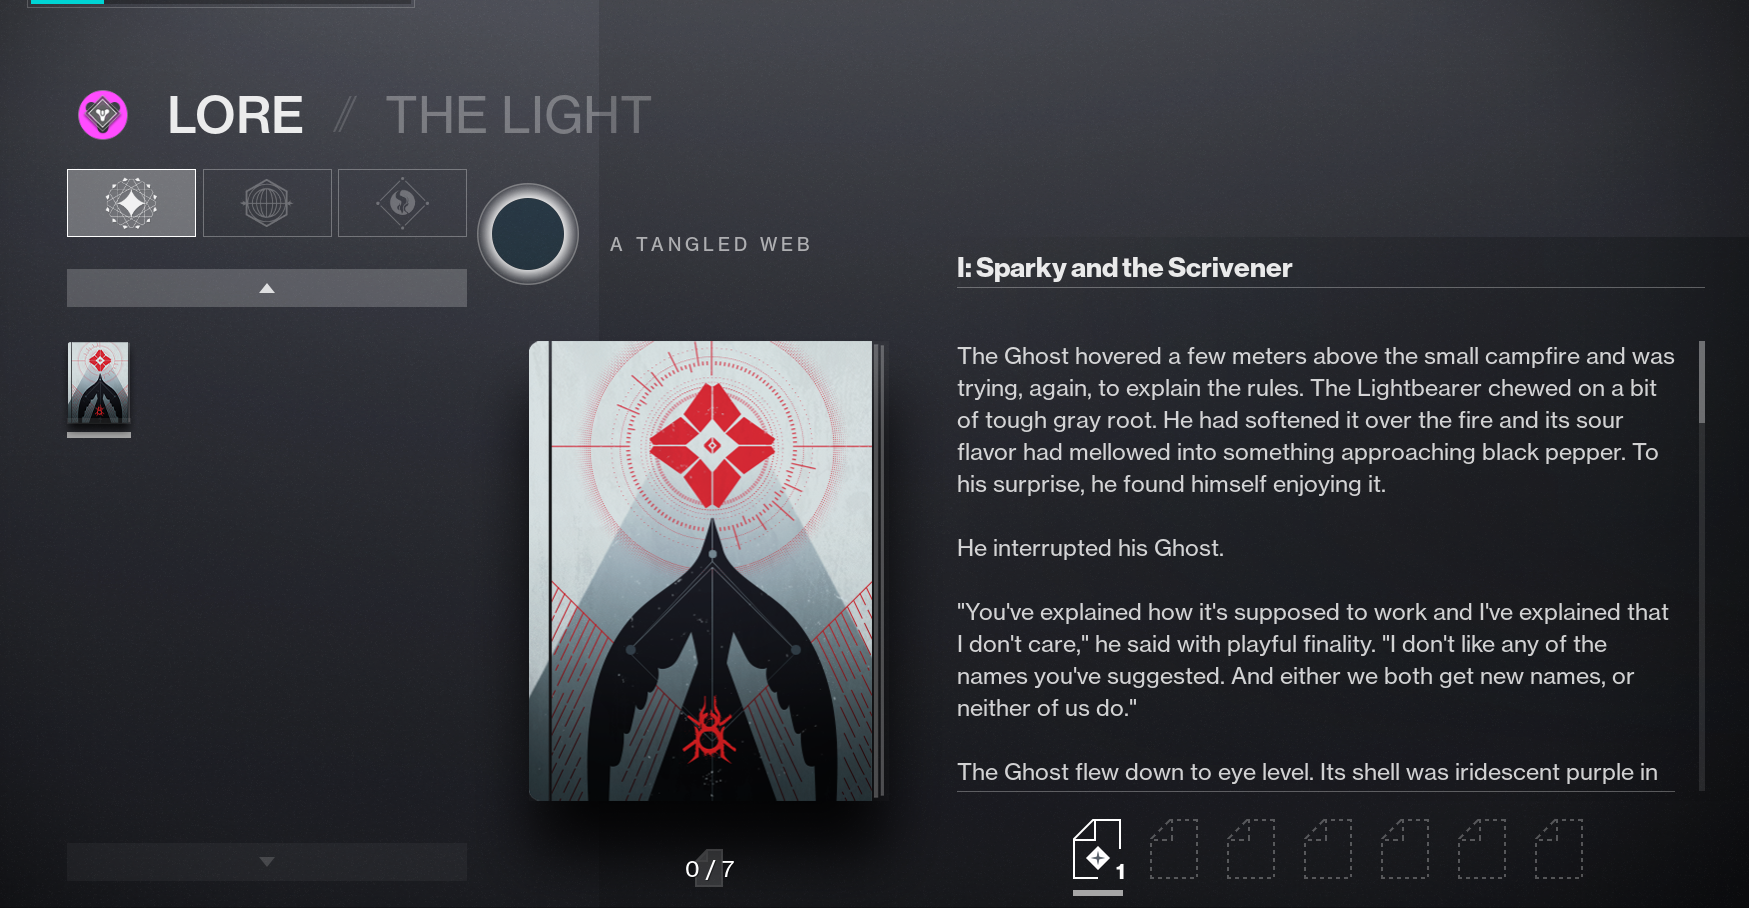 LORE // THE LIGHT
A TANGLED WEB
I: Sparky and the Scrivener
The Ghost hovered a few meters above the small campfire and was
trying, again, to explain the rules. The Lightbearer chewed on a bit
of tough gray root. He had softened it over the fire and its sour
flavor had mellowed into something approaching black pepper. To
his surprise, he found himself enjoying it.
He interrupted his Ghost.
"You've explained how it's supposed to work and I've explained that
I don't care," he said with playful finality. "I don't like any of the
names you've suggested. And either we both get new names, or
neither of us do."
The Ghost flew down to eye level. Its shell was iridescent purple in
0 / 7
1